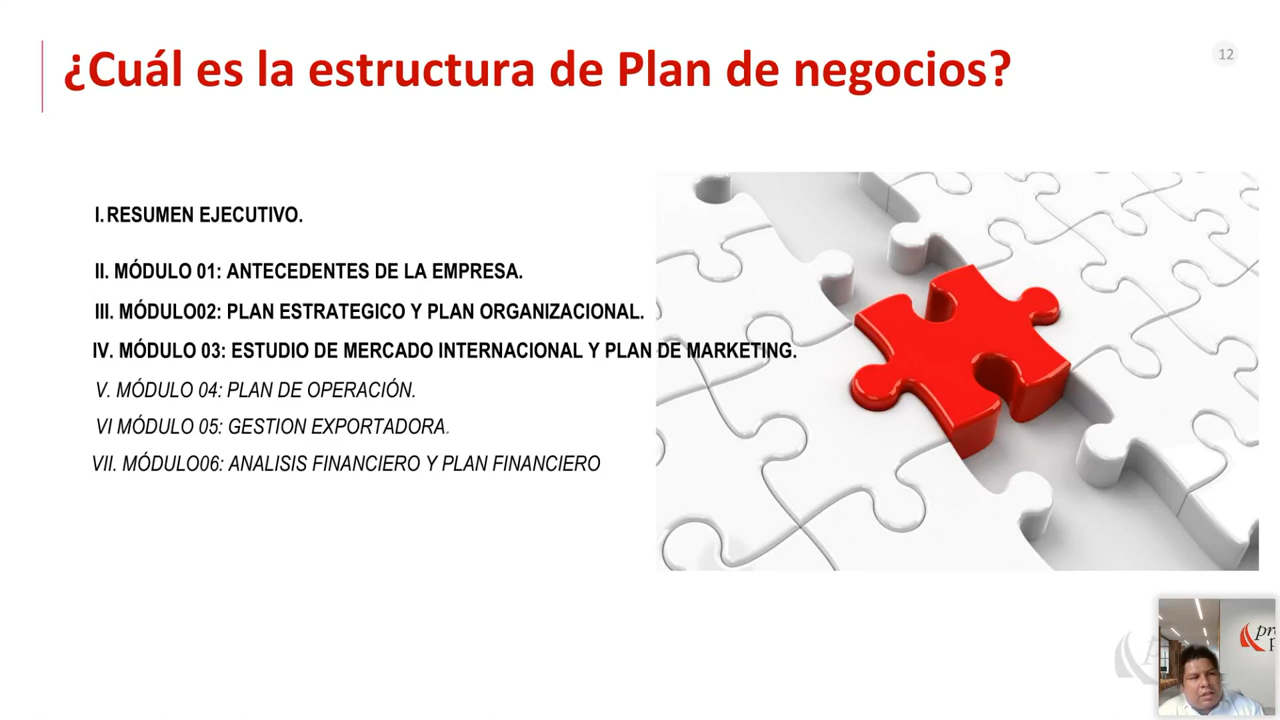 ¿Cuál es la estructura de Plan de negocios?
12
I. RESUMEN EJECUTIVO.
II. MÓDULO 01: ANTECEDENTES DE LA EMPRESA.
III. MÓDULO02: PLAN ESTRATEGICO Y PLAN ORGANIZACIONAL.
IV. MÓDULO 03: ESTUDIO DE MERCADO INTERNACIONAL Y PLAN DE MARKETING.
V. MÓDULO 04: PLAN DE OPERACIÓN.
VI MÓDULO 05: GESTION EXPORTADORA.
VII. MÓDULO06: ANALISIS FINANCIERO Y PLAN FINANCIERO